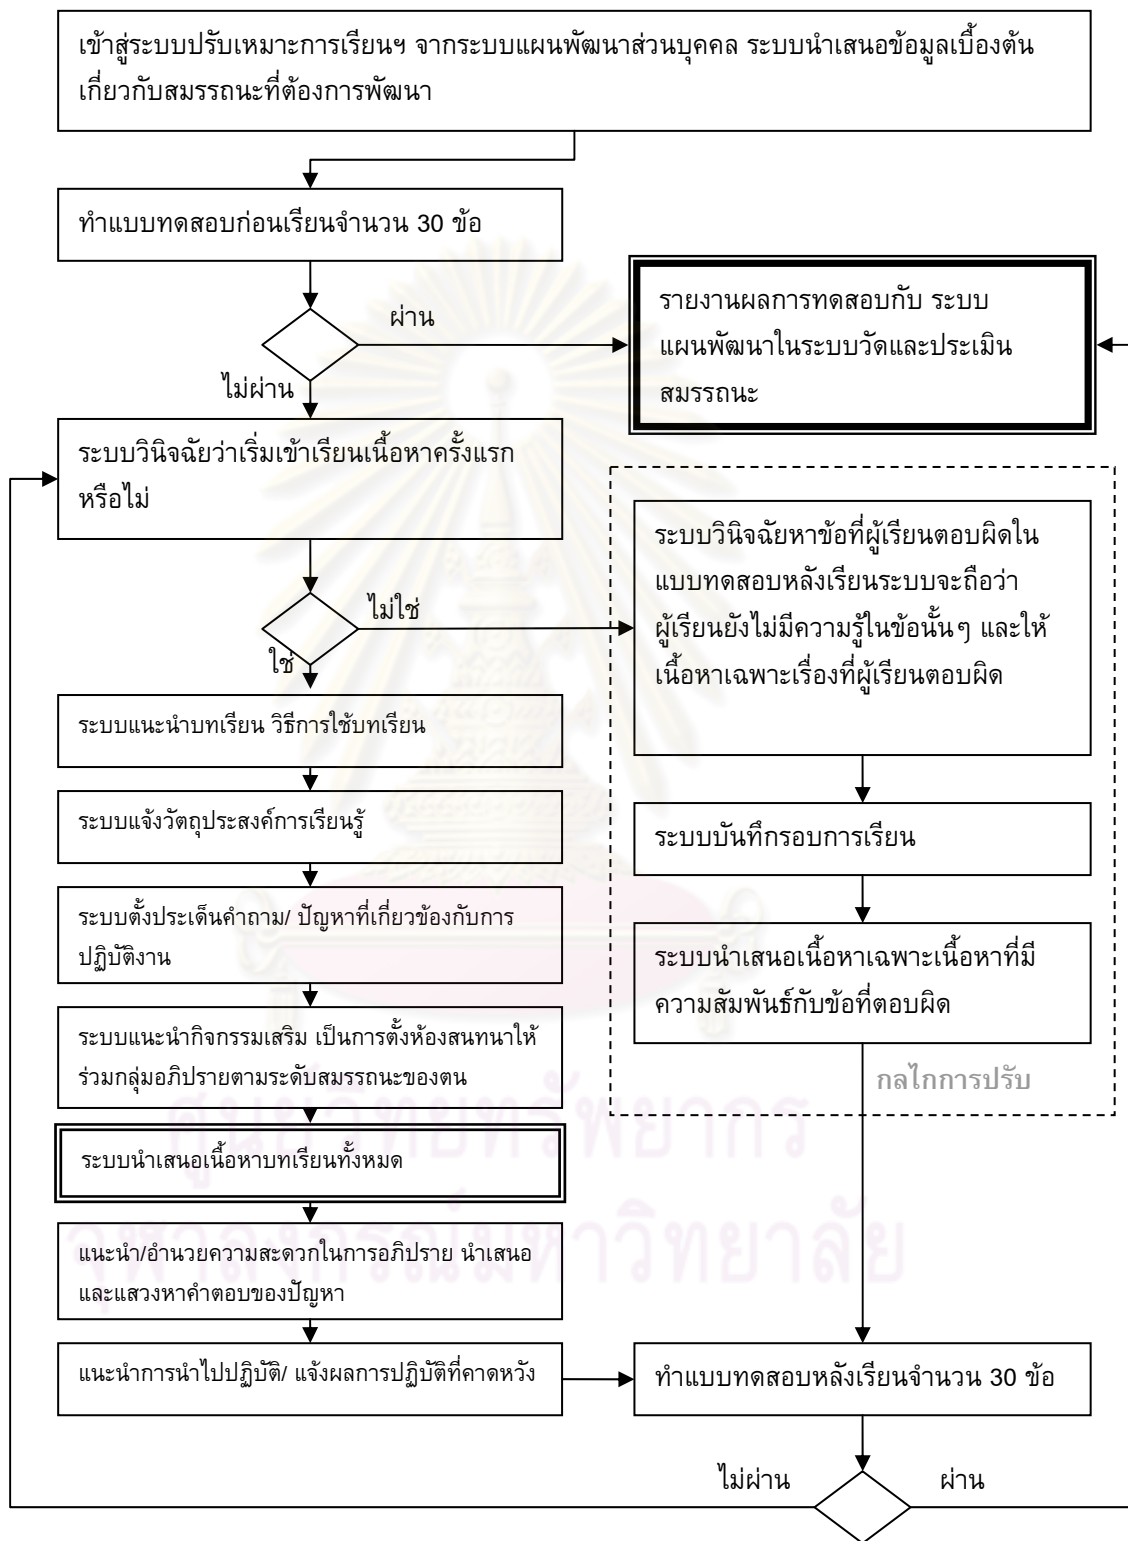 เข้าสู่ระบบปรับเหมาะการเรียนฯ จากระบบแผนพัฒนาส่วนบุคคล ระบบนำเสนอข้อมูลเบื้องต้น
เกี่ยวกับสมรรถนะที่ต้องการพัฒนา
ทำแบบทดสอบก่อนเรียนจำนวน 30 ข้อ
ผ่าน
รายงานผลการทดสอบกับ ระบบ
แผนพัฒนาในระบบวัดและประเมิน
สมรรถนะ
ไม่ผ่าน
ระบบวินิจฉัยว่าเริ่มเข้าเรียนเนื้อหาครั้งแรก
หรือไม่
ไม่ใช่
ใช่
ระบบวินิจฉัยหาข้อที่ผู้เรียนตอบผิดใน
แบบทดสอบหลังเรียนระบบจะถือว่า
ผู้เรียนยังไม่มีความรู้ในข้อนั้นๆ และให้
เนื้อหาเฉพาะเรื่องที่ผู้เรียนตอบผิด
ระบบบันทึกรอบการเรียน
ระบบนำเสนอเนื้อหาเฉพาะเนื้อหาที่มี
ความสัมพันธ์กับข้อที่ตอบผิด
กลไกการปรับ
ระบบแนะนำบทเรียน วิธีการใช้บทเรียน
ระบบแจ้งวัตถุประสงค์การเรียนรู้
ระบบตั้งประเด็นคำถาม/ ปัญหาที่เกี่ยวข้องกับการ
ปฏิบัติงาน
ระบบแนะนำกิจกรรมเสริม เป็นการตั้งห้องสนทนาให้
ร่วมกลุ่มอภิปรายตามระดับสมรรถนะของตน
ระบบนำเสนอเนื้อหาบทเรียนทั้งหมด
แนะนำ/อำนวยความสะดวกในการอภิปราย นำเสนอ
และแสวงหาคำตอบของปัญหา
แนะนำการนำไปปฏิบัติ/ แจ้งผลการปฏิบัติที่คาดหวัง
ทำแบบทดสอบหลังเรียนจำนวน 30 ข้อ
ไม่ผ่าน
ผ่าน
ศูนย์วิทยทรัพยากร
จุฬาลงกรณ์มหาวิทยาลัย